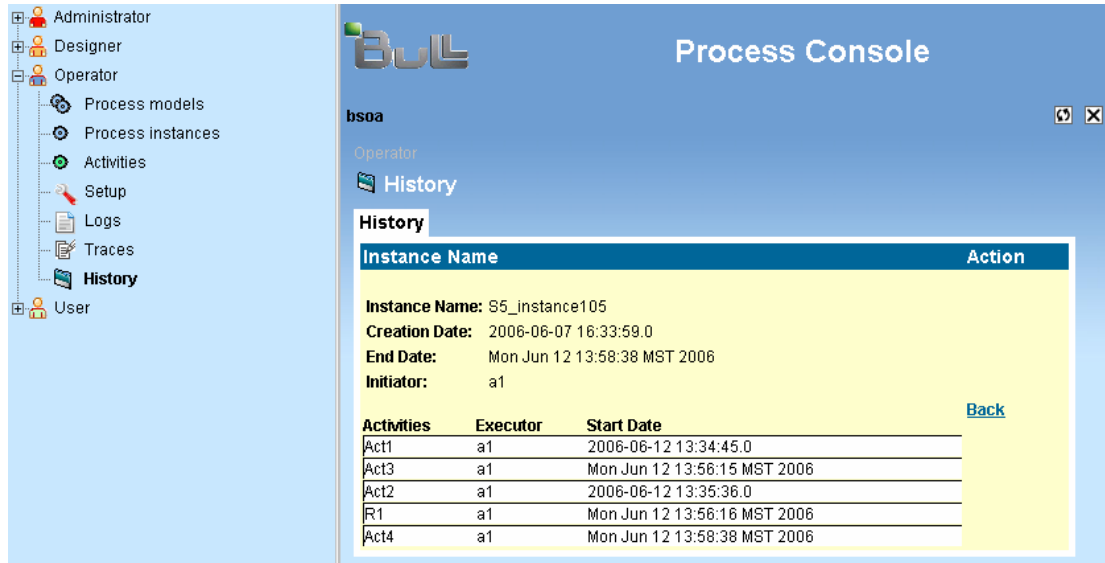 Administrator
Designer
Operator
Process models
Process instances
Activities
Setup
Logs
Traces
History
User
Bull
Process Console
bsoa
Operator
History
History
Instance Name Action
Instance Name: S5_instance105
Creation Date: 2006-06-07 16:33:59.0
End Date: Mon Jun 12 13:58:38 MST 2006
Initiator: a1
Back
Activities Executor Start Date
Act1 a1 2006-06-12 13:34:45.0
Act3 a1 Mon Jun 12 13:56:15 MST 2006
Act2 a1 2006-06-12 13:35:36.0
R1 a1 Mon Jun 12 13:56:16 MST 2006
Act4 a1 Mon Jun 12 13:58:38 MST 2006